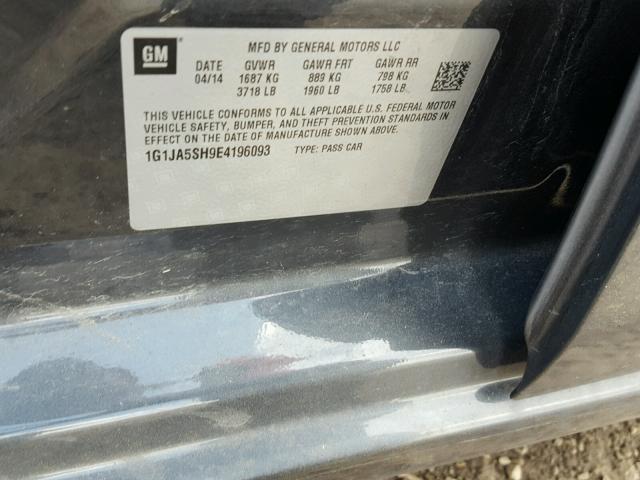 GM
MFD BY GENERAL MOTORS LLC
DATE GVWR GAWR FRT GAWR RR
04/14 1687 KG 889 KG 798 KG
3718 LB 1960 LB 1758 LB
THIS VEHICLE CONFORMS TO ALL APPLICABLE U.S. FEDERAL MOTOR
VEHICLE SAFETY, BUMPER, AND THEFT PREVENTION STANDARDS IN
EFFECT ON THE DATE OF MANUFACTURE SHOWN ABOVE.
1G1JA5SH9E4196093 TYPE: PASS CAR